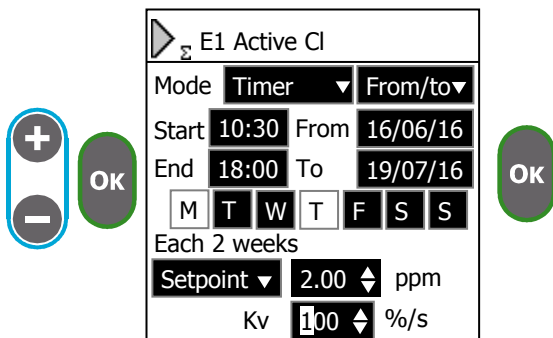 Σ E1 Active Cl
Mode Timer ▼ From/to▼
Start 10:30 From 16/06/16
End 18:00 To 19/07/16
+ OK OK
M T W T F S S
−
Each 2 weeks
Setpoint ▼ 2.00 ppm
Kv 100 %/s